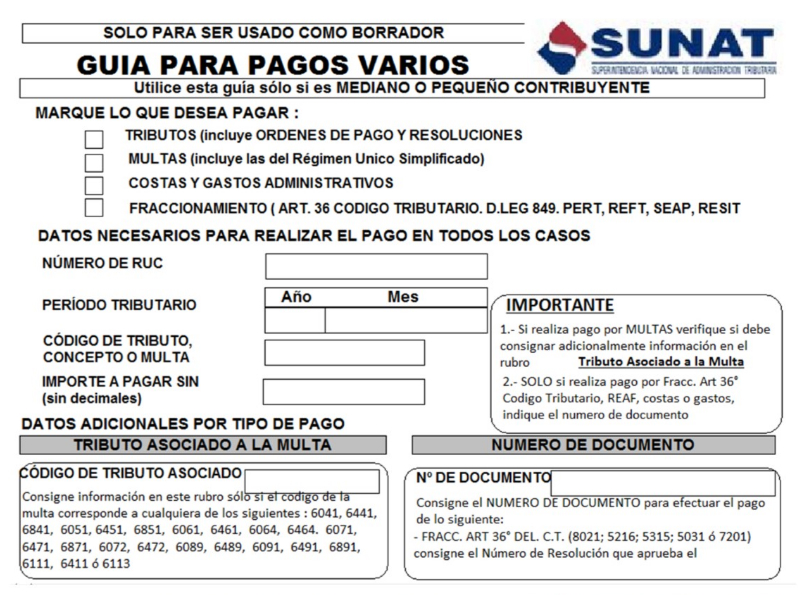 SOLO PARA SER USADO COMO BORRADOR
SUNAT
SUPERINTENDENCIA NACIONAL DE ADMINISTRACIÓN TRIBUTARIA
GUIA PARA PAGOS VARIOS
Utilice esta guía sólo si es MEDIANO O PEQUEÑO CONTRIBUYENTE
MARQUE LO QUE DESEA PAGAR :
TRIBUTOS (incluye ORDENES DE PAGO Y RESOLUCIONES
MULTAS (incluye las del Régimen Unico Simplificado)
COSTAS Y GASTOS ADMINISTRATIVOS
FRACCIONAMIENTO ( ART. 36 CODIGO TRIBUTARIO. D.LEG 849. PERT, REFT, SEAP, RESIT
DATOS NECESARIOS PARA REALIZAR EL PAGO EN TODOS LOS CASOS
NÚMERO DE RUC
PERÍODO TRIBUTARIO
Año Mes
CÓDIGO DE TRIBUTO,
CONCEPTO O MULTA
IMPORTE A PAGAR SIN
(sin decimales)
IMPORTANTE
1.- Si realiza pago por MULTAS verifique si debe
consignar adicionalmente información en el
rubro Tributo Asociado a la Multa
2.- SOLO si realiza pago por Fracc. Art 36°
Codigo Tributario, REAF, costas o gastos,
indique el numero de documento
DATOS ADICIONALES POR TIPO DE PAGO
TRIBUTO ASOCIADO A LA MULTA
CÓDIGO DE TRIBUTO ASOCIADO
Consigne información en este rubro sólo si el codigo de la
multa corresponde a cualquiera de los siguientes : 6041, 6441,
6841, 6051, 6451, 6851, 6061, 6461, 6064, 6464. 6071,
6471, 6871, 6072, 6472, 6089, 6489, 6091, 6491, 6891,
6111, 6411 ó 6113
NUMERO DE DOCUMENTO
Nº DE DOCUMENTO
Consigne el NUMERO DE DOCUMENTO para efectuar el pago
de lo siguiente:
- FRACC. ART 36° DEL. C.T. (8021; 5216; 5315; 5031 ó 7201)
consigne el Número de Resolución que aprueba el